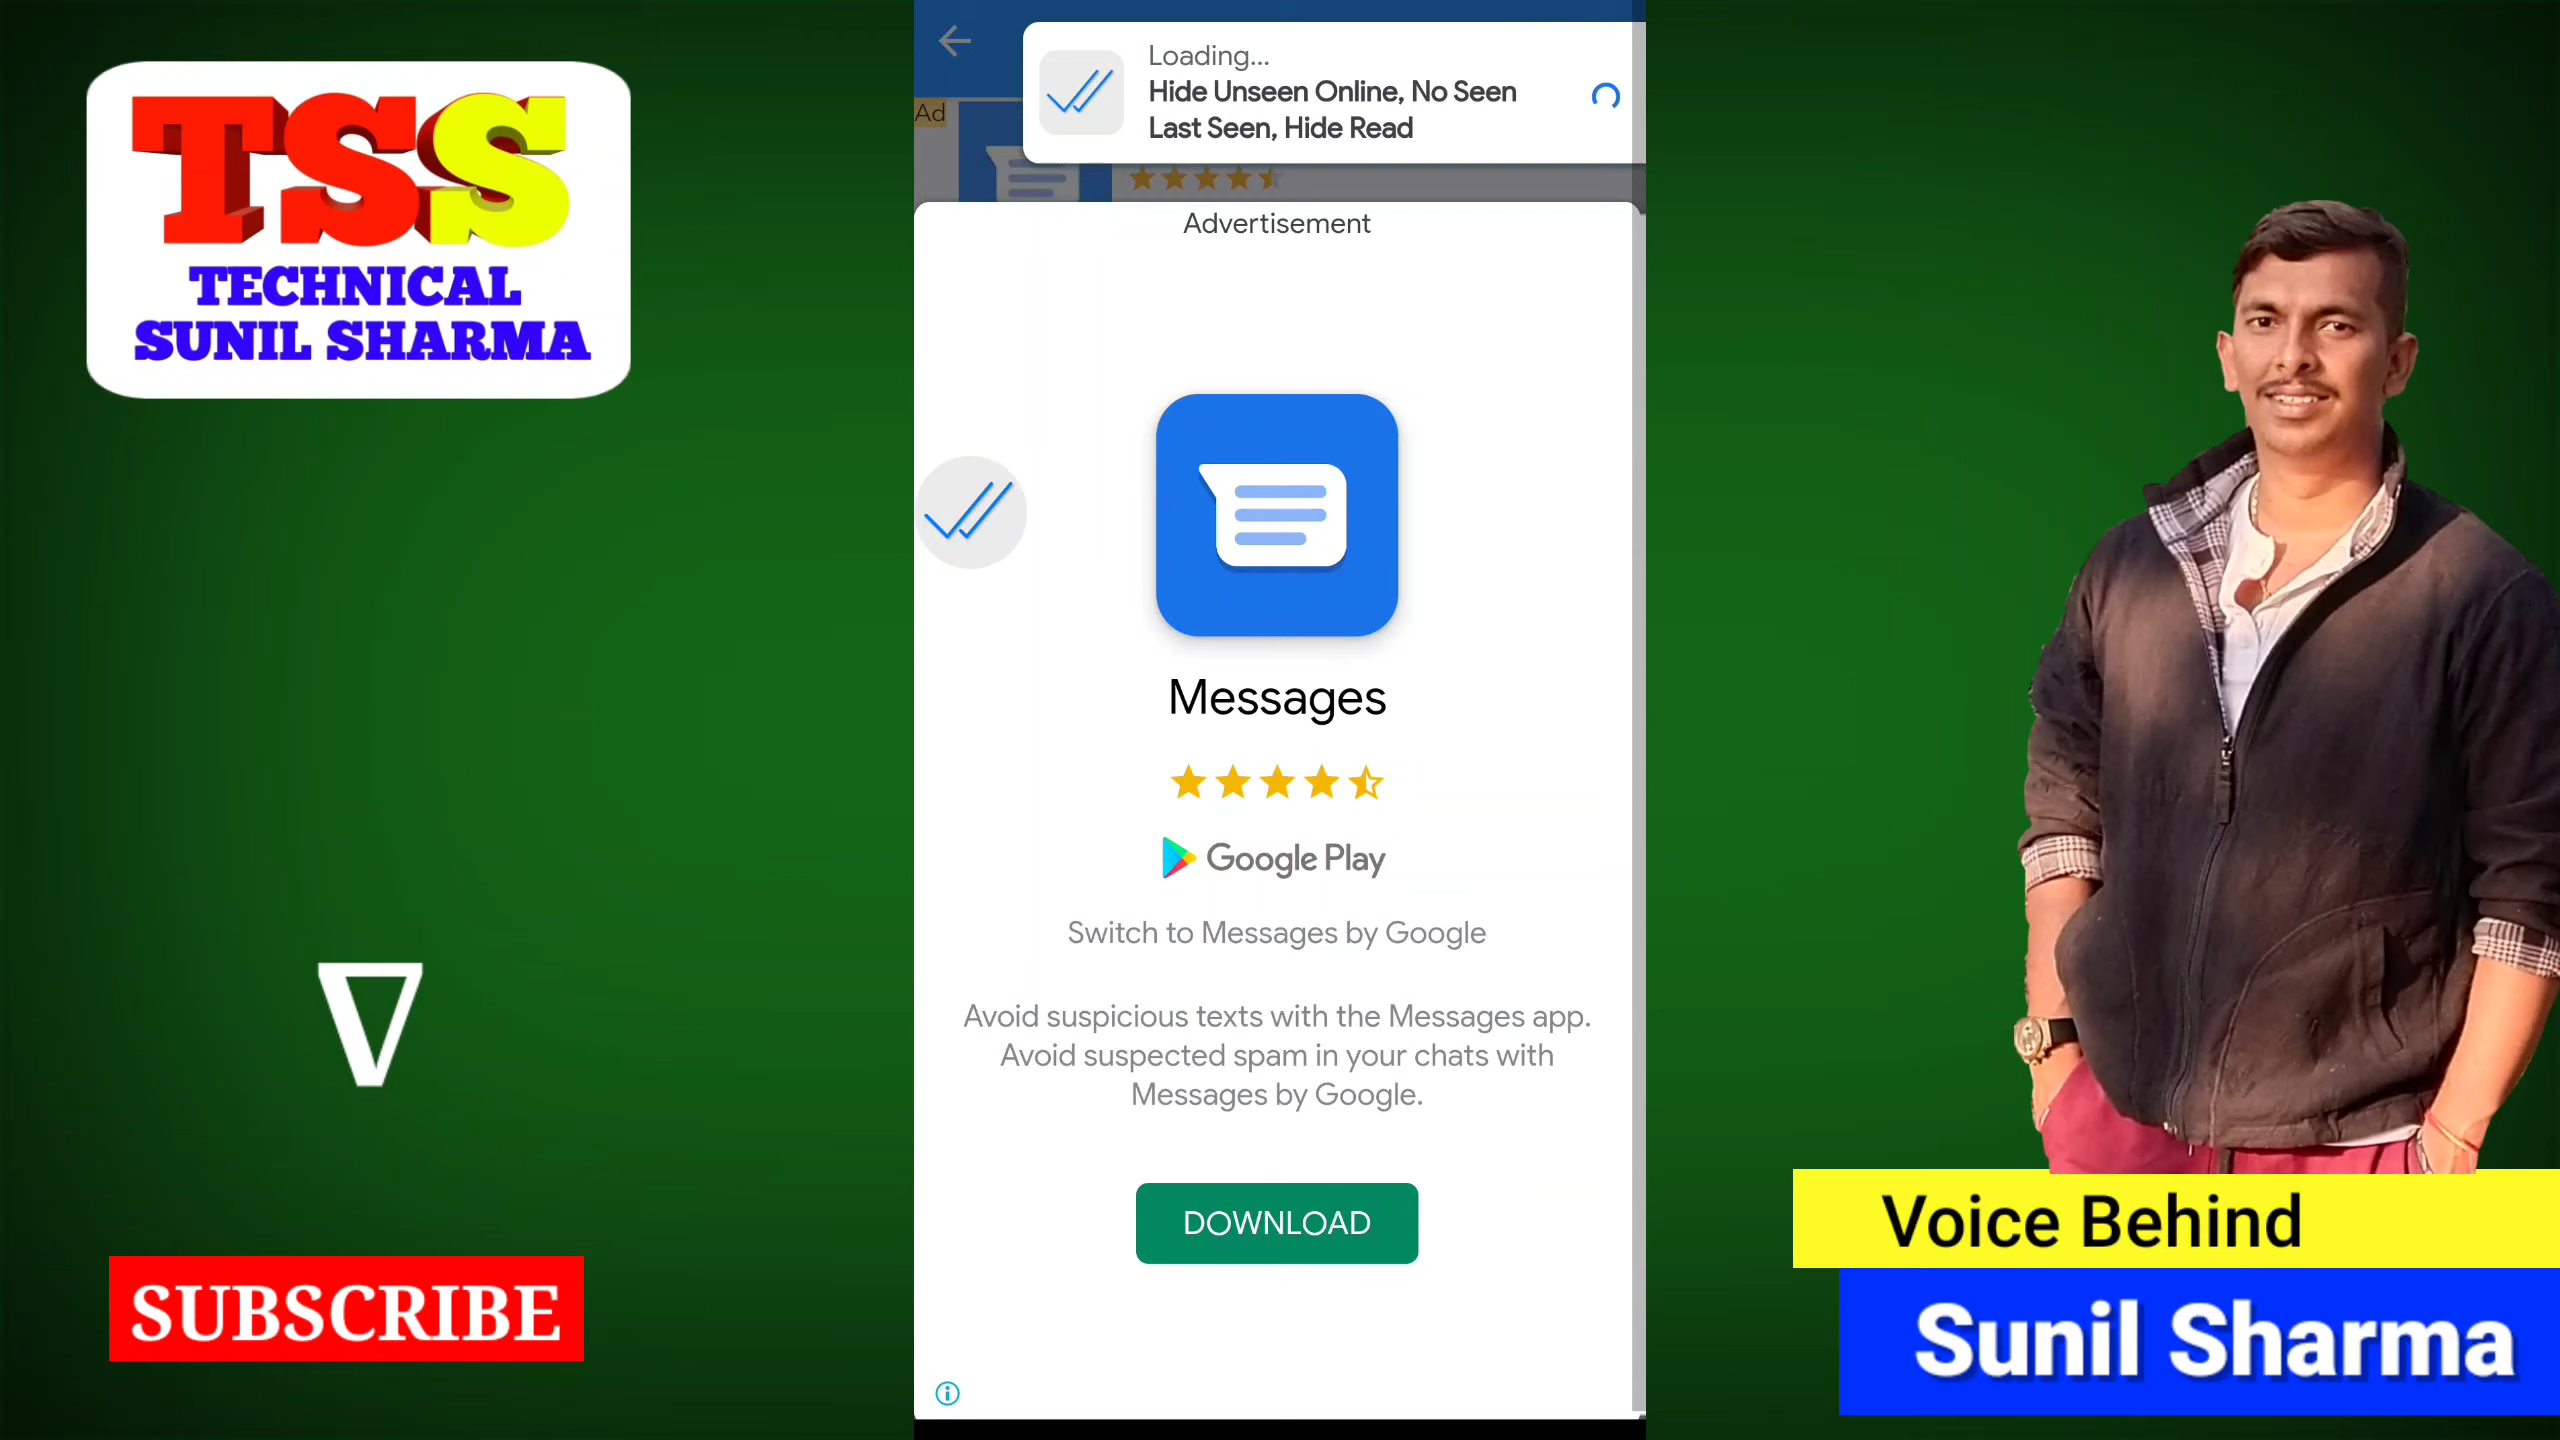 TSS
TECHNICAL
SUNIL SHARMA
SUBSCRIBE
Loading...
Hide Unseen Online, No Seen
Last Seen, Hide Read
Ad
Advertisement
Messages
Google Play
Switch to Messages by Google
Avoid suspicious texts with the Messages app.
Avoid suspected spam in your chats with
Messages by Google.
DOWNLOAD
Voice Behind
Sunil Sharma